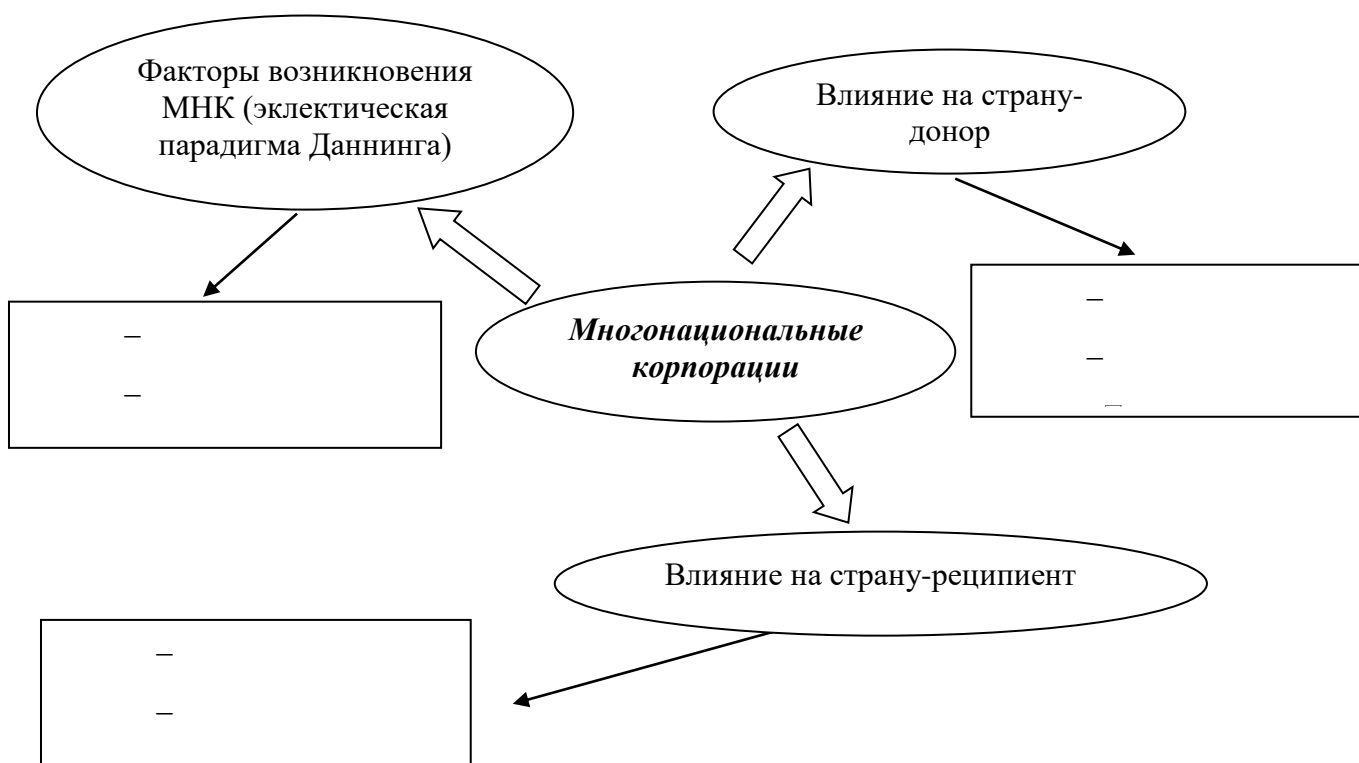 Факторы возникновения
МНК (эклектическая
парадигма Даннинга)
Влияние на страну-
донор
–
–
Многонациональные
корпорации
–
–
–
Влияние на страну-реципиент
–
–